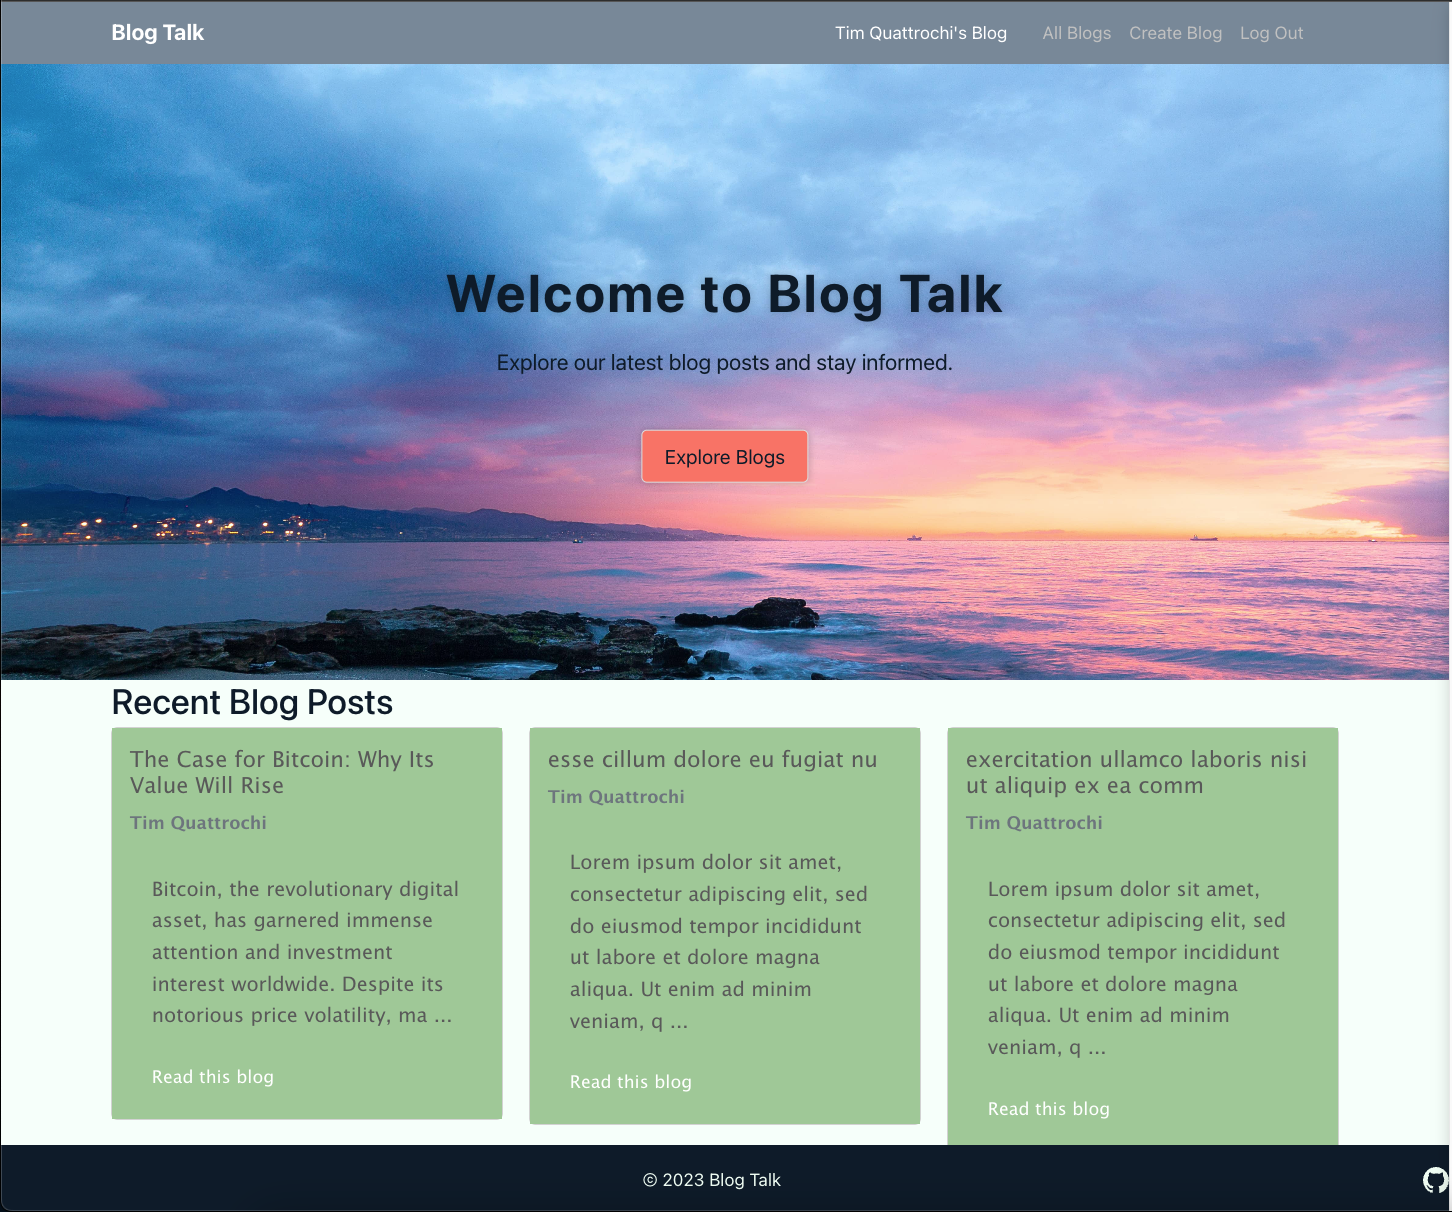 Blog Talk
Tim Quattrochi's Blog All Blogs Create Blog Log Out
Welcome to Blog Talk
Explore our latest blog posts and stay informed.
Explore Blogs
Recent Blog Posts
The Case for Bitcoin: Why Its
Value Will Rise
Tim Quattrochi
Bitcoin, the revolutionary digital
asset, has garnered immense
attention and investment
interest worldwide. Despite its
notorious price volatility, ma ...
Read this blog
esse cillum dolore eu fugiat nu
Tim Quattrochi
Lorem ipsum dolor sit amet,
consectetur adipiscing elit, sed
do eiusmod tempor incididunt
ut labore et dolore magna
aliqua. Ut enim ad minim
veniam, q ...
Read this blog
exercitation ullamco laboris nisi
ut aliquip ex ea comm
Tim Quattrochi
Lorem ipsum dolor sit amet,
consectetur adipiscing elit, sed
do eiusmod tempor incididunt
ut labore et dolore magna
aliqua. Ut enim ad minim
veniam, q ...
Read this blog
© 2023 Blog Talk